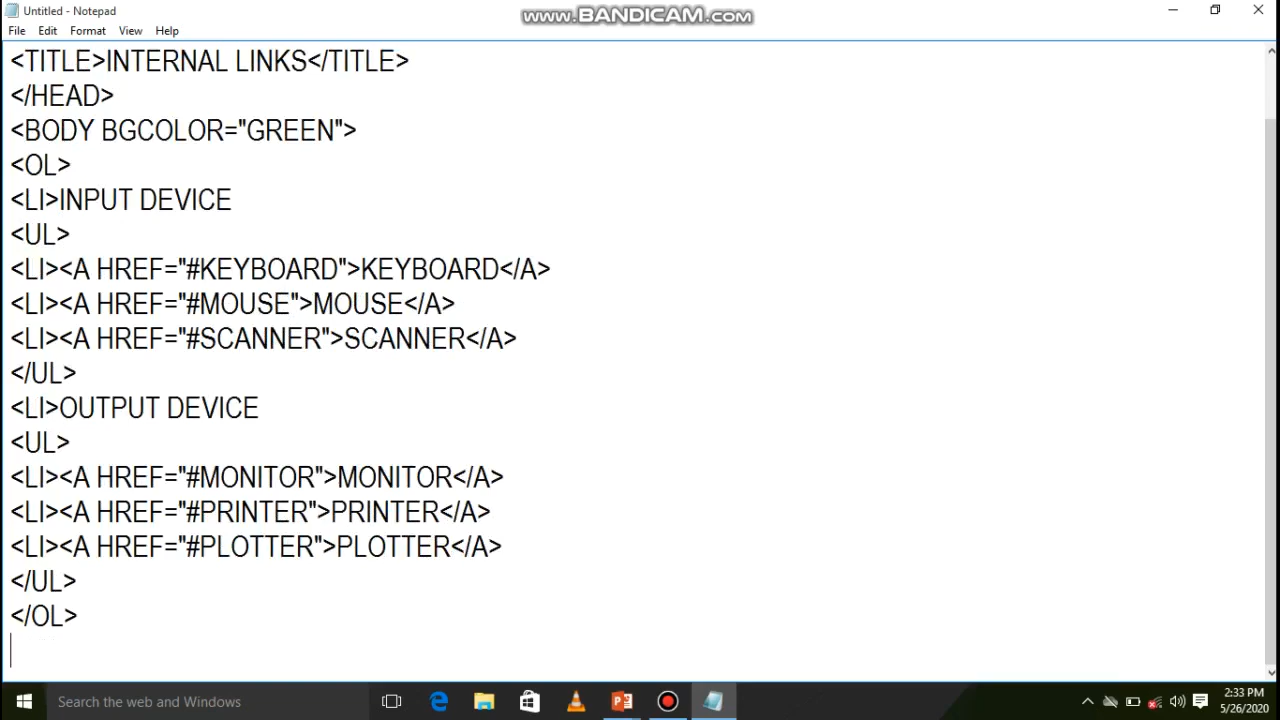 Untitled - Notepad
www.BANDICAM.com
File Edit Format View Help
<TITLE>INTERNAL LINKS</TITLE>
</HEAD>
<BODY BGCOLOR="GREEN">
<OL>
<LI>INPUT DEVICE
<UL>
<LI><A HREF="#KEYBOARD">KEYBOARD</A>
<LI><A HREF="#MOUSE">MOUSE</A>
<LI><A HREF="#SCANNER">SCANNER</A>
</UL>
<LI>OUTPUT DEVICE
<UL>
<LI><A HREF="#MONITOR">MONITOR</A>
<LI><A HREF="#PRINTER">PRINTER</A>
<LI><A HREF="#PLOTTER">PLOTTER</A>
</UL>
</OL>
Search the web and Windows
2:33 PM
5/26/2020